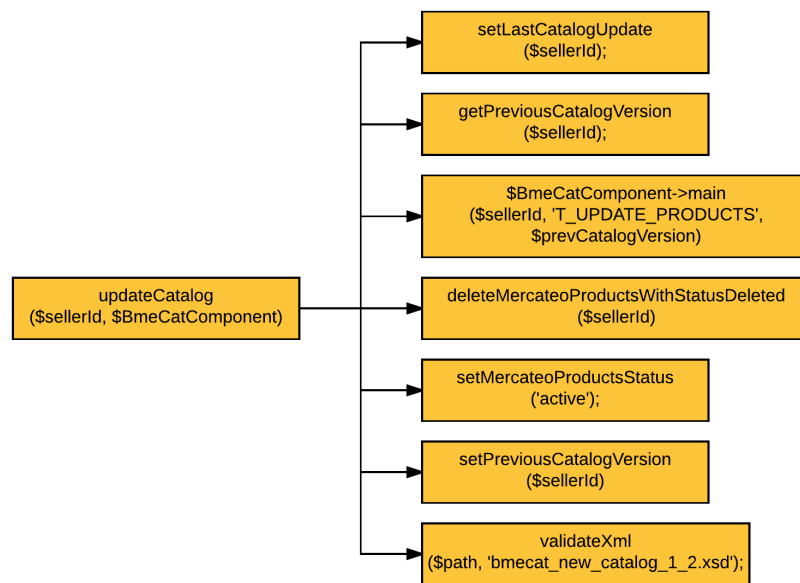 setLastCatalogUpdate
($sellerId);
getPreviousCatalogVersion
($sellerId);
$BmeCatComponent->main
($sellerId, 'T_UPDATE_PRODUCTS',
$prevCatalogVersion)
updateCatalog
($sellerId, $BmeCatComponent)
deleteMercateoProductsWithStatusDeleted
($sellerId)
setMercateoProductsStatus
('active');
setPreviousCatalogVersion
($sellerId)
validateXml
($path, 'bmecat_new_catalog_1_2.xsd');